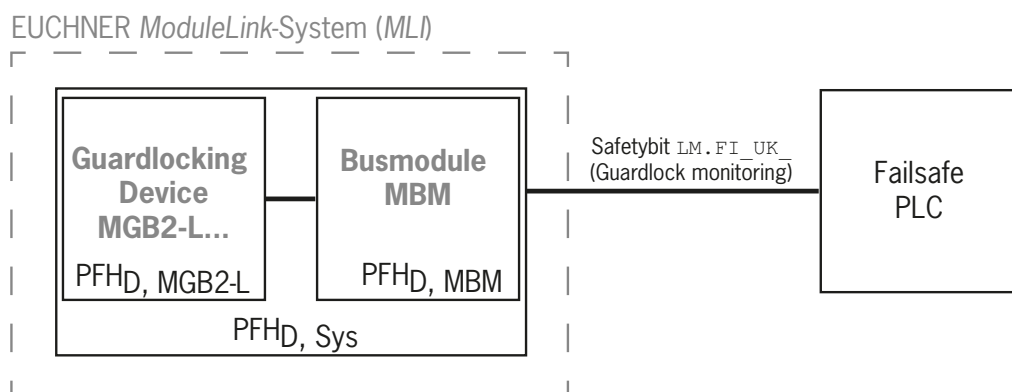 EUCHNER ModuleLink-System (MLI)
Guardlocking
Device
MGB2-L...
PFHD, MGB2-L
Busmodule
MBM
PFHD, MBM
PFHD, Sys
Safetybit LM.FI_UK_
(Guardlock monitoring)
Failsafe
PLC